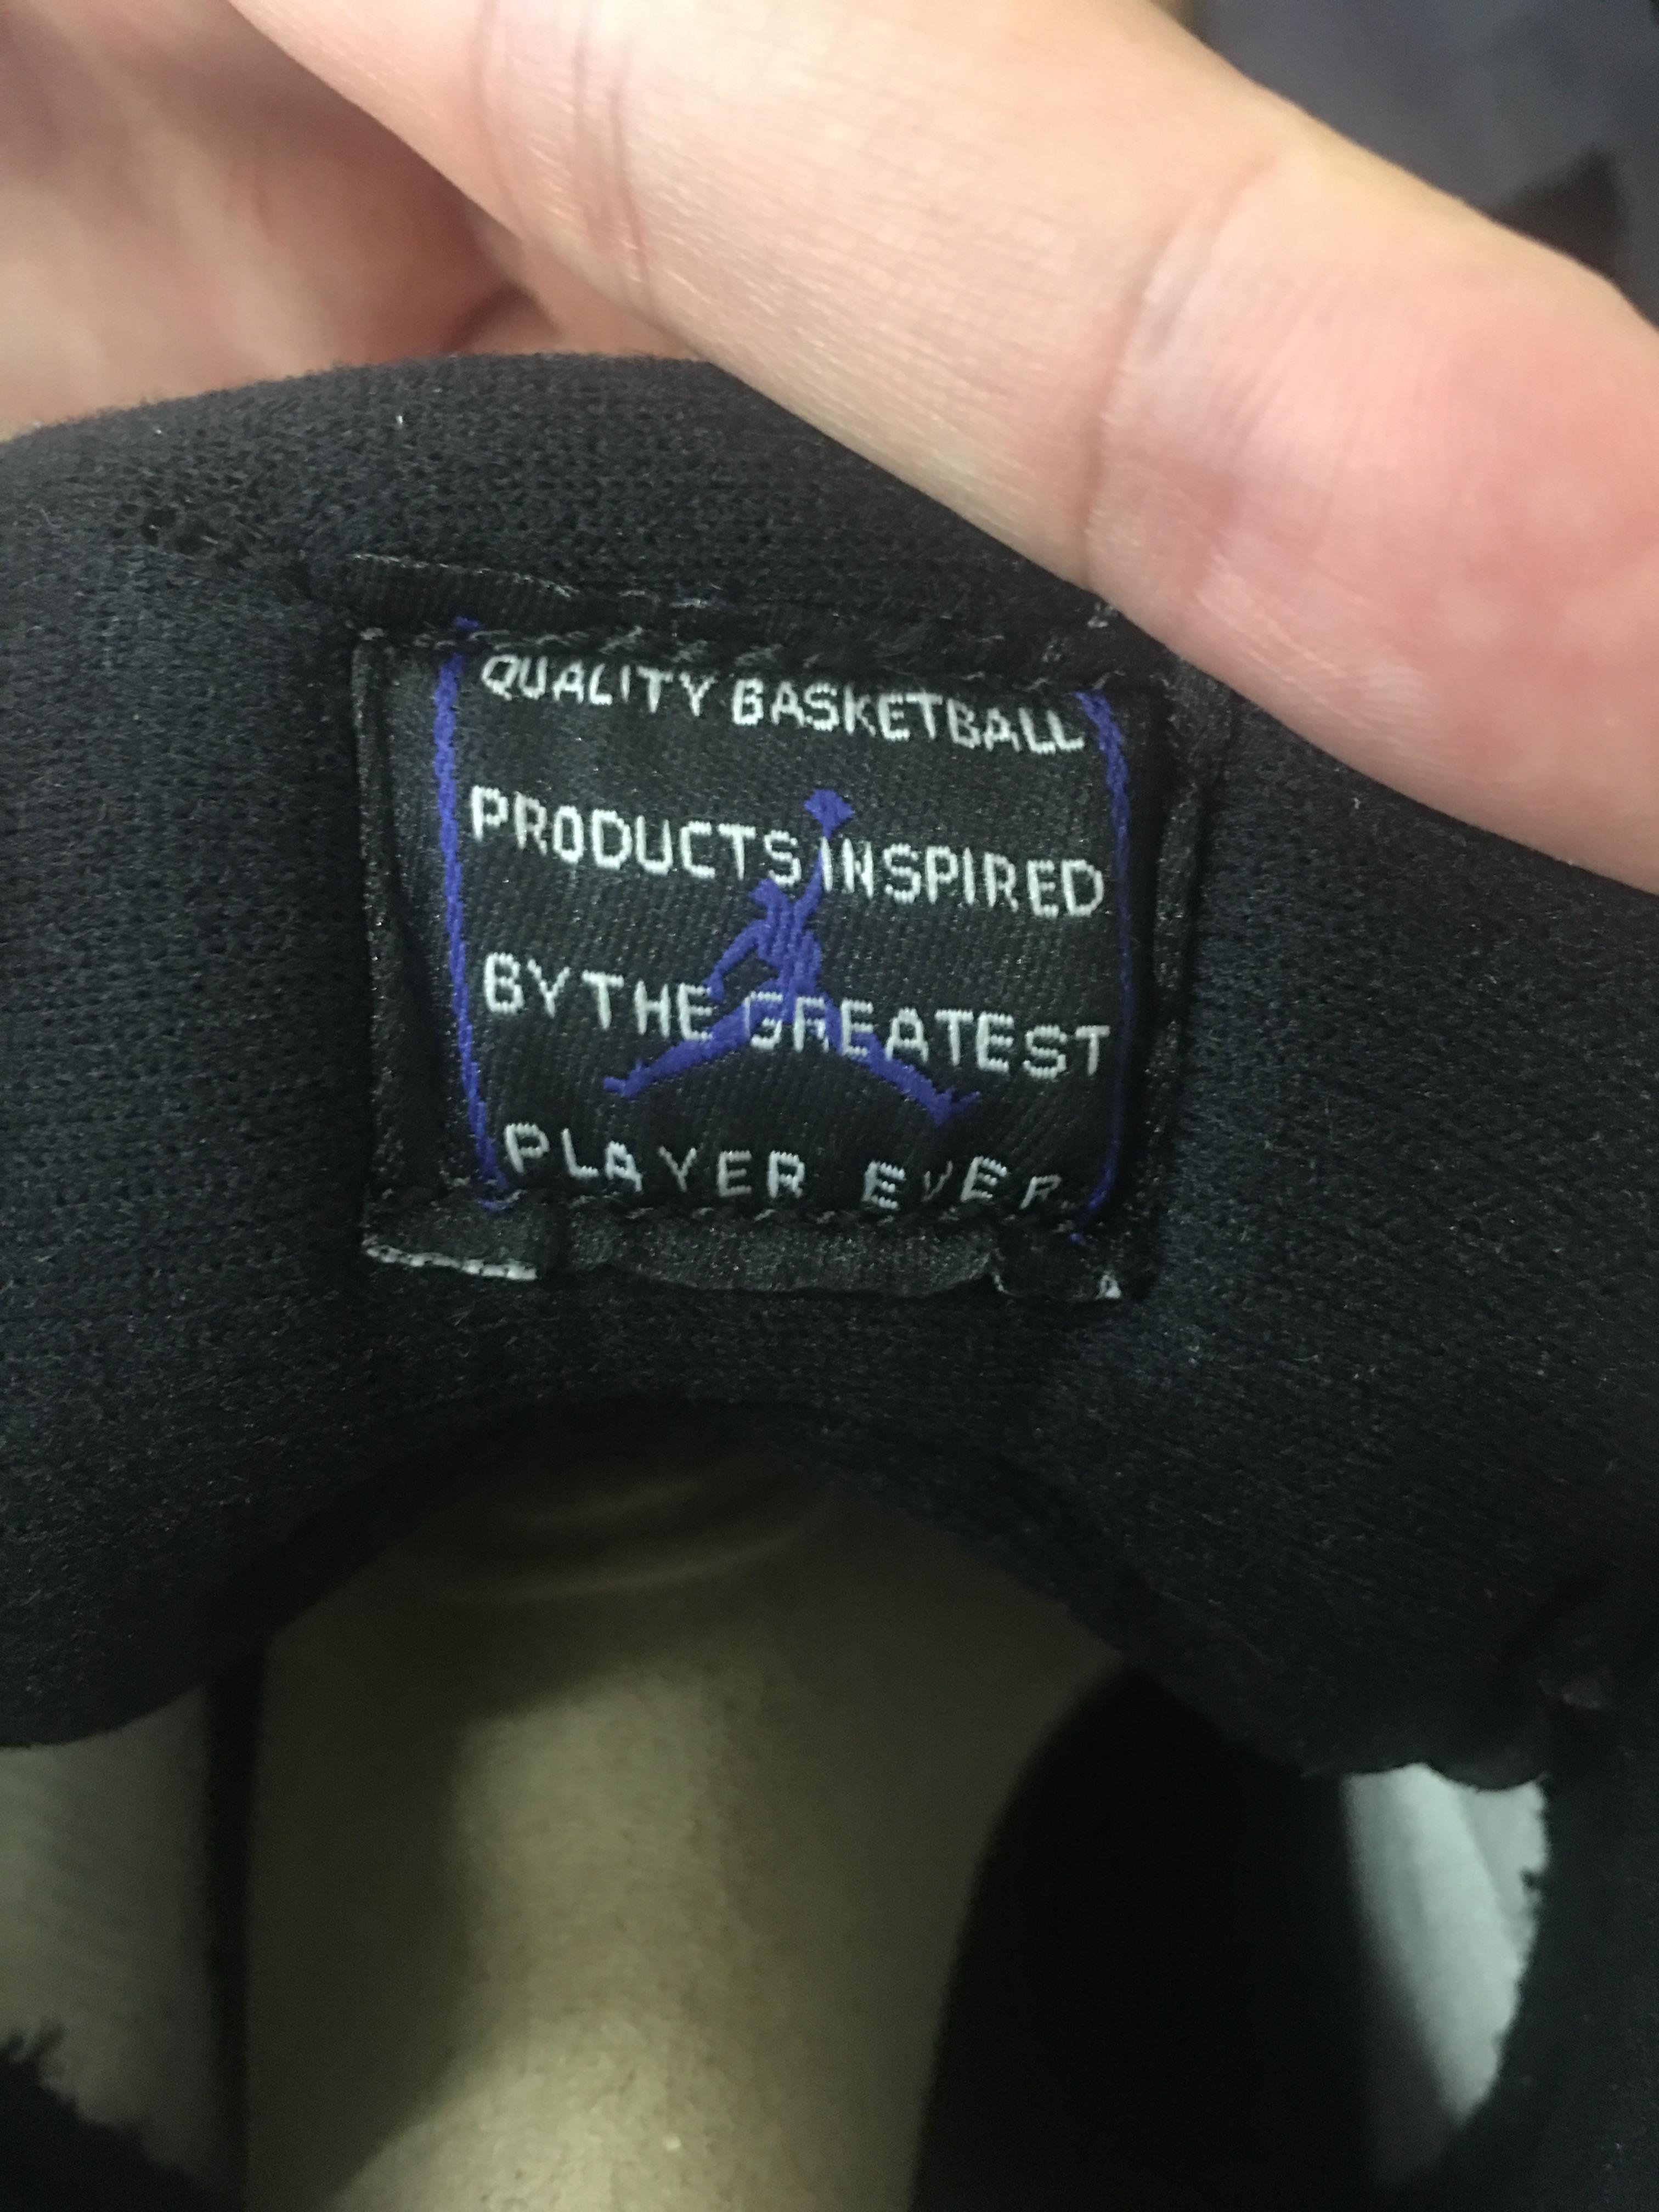 QUALITY BASKETBALL
PRODUCTS INSPIRED
BY THE GREATEST
PLAYER EVER